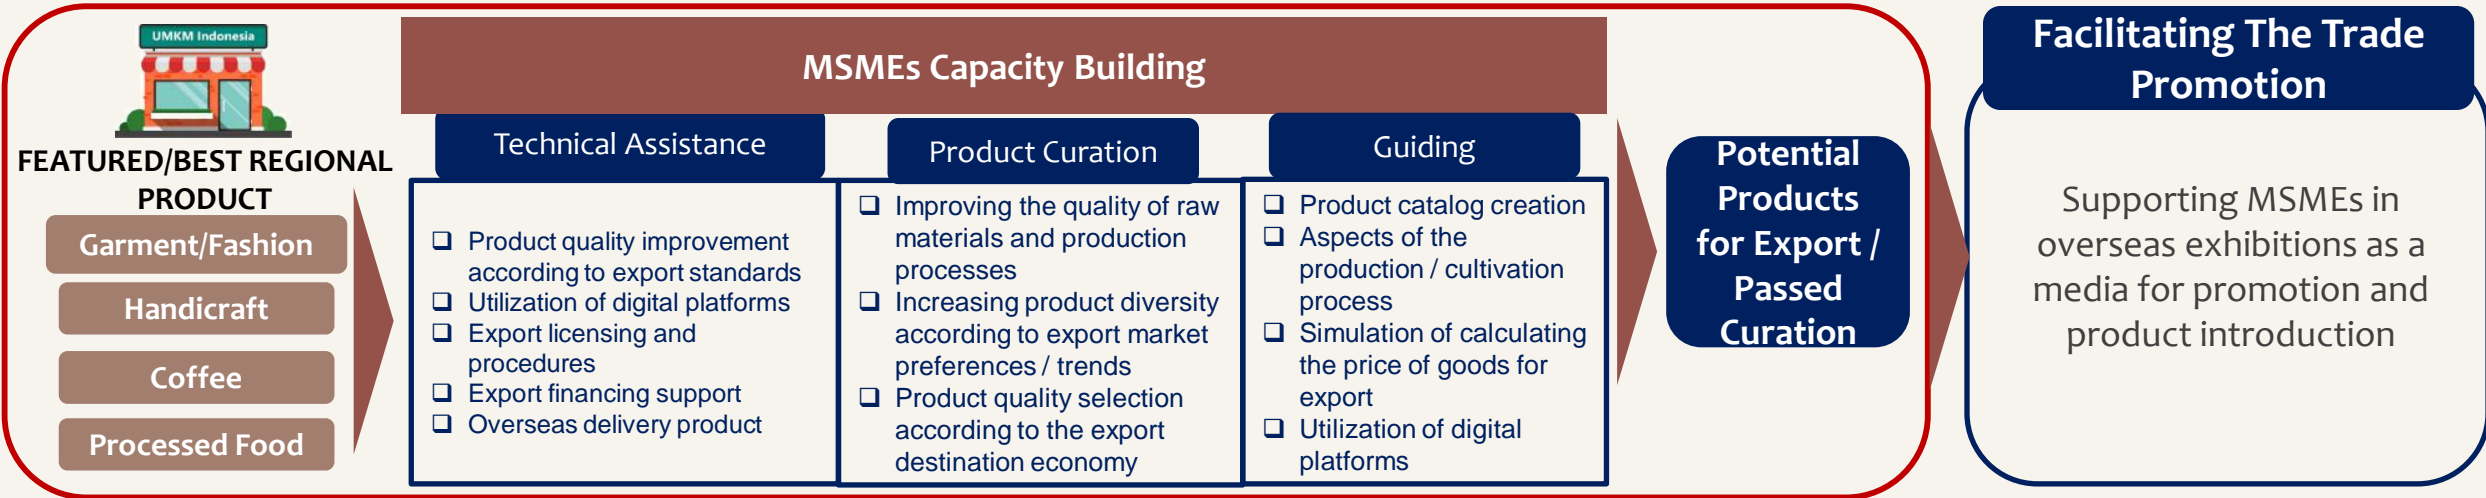 UMKM Indonesia
FEATURED/BEST REGIONAL
PRODUCT
Garment/Fashion
Handicraft
Coffee
Processed Food
MSMEs Capacity Building
Technical Assistance
Product quality improvement
according to export standards
Utilization of digital platforms
Export licensing and
procedures
Export financing support
Overseas delivery product
Product Curation
Improving the quality of raw
materials and production
processes
Increasing product diversity
according to export market
preferences / trends
Product quality selection
according to the export
destination economy
Guiding
Product catalog creation
Aspects of the
production / cultivation
process
Simulation of calculating
the price of goods for
export
Utilization of digital
platforms
Potential
Products
for Export /
Passed
Curation
Facilitating The Trade
Promotion
Supporting MSMEs in
overseas exhibitions as a
media for promotion and
product introduction